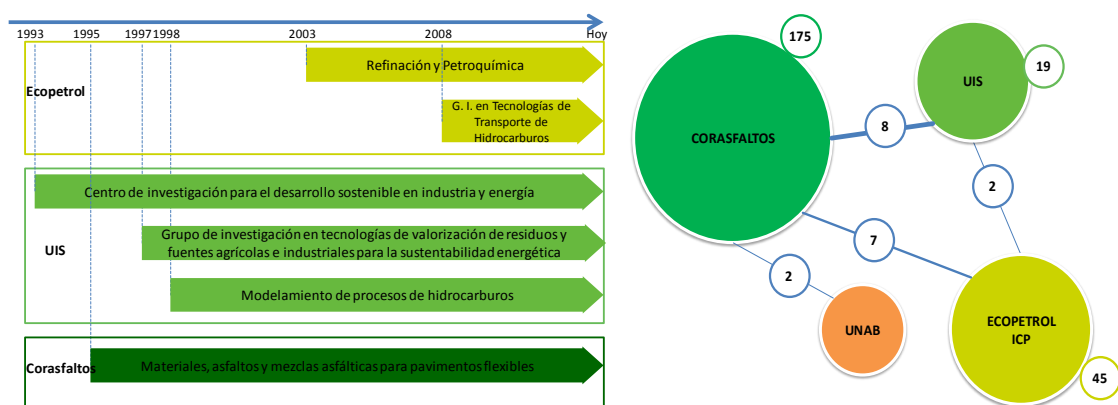 1993 1995 1997 1998 2003 2008 Hoy
Ecopetrol
Refinación y Petroquímica
G. I. en Tecnologías de
Transporte de
Hidrocarburos
UIS
Centro de investigación para el desarrollo sostenible en industria y energía
Grupo de investigación en tecnologías de valorización de residuos y
fuentes agrícolas e industriales para la sustentabilidad energética
Modelamiento de procesos de hidrocarburos
Corasfaltos
Materiales, asfaltos y mezclas asfálticas para pavimentos flexibles
175
CORASFALTOS
UIS
19
8
2
7
2
UNAB
ECOPETROL
ICP
45